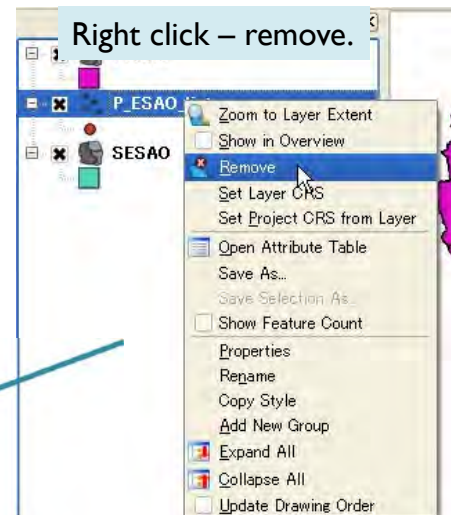 Right click – remove.
P_ESAO
SESAO
Zoom to Layer Extent
Show in Overview
Remove
Set Layer CRS
Set Project CRS from Layer
Open Attribute Table
Save As...
Save Selection As...
Show Feature Count
Properties
Rename
Copy Style
Add New Group
Expand All
Collapse All
Update Drawing Order